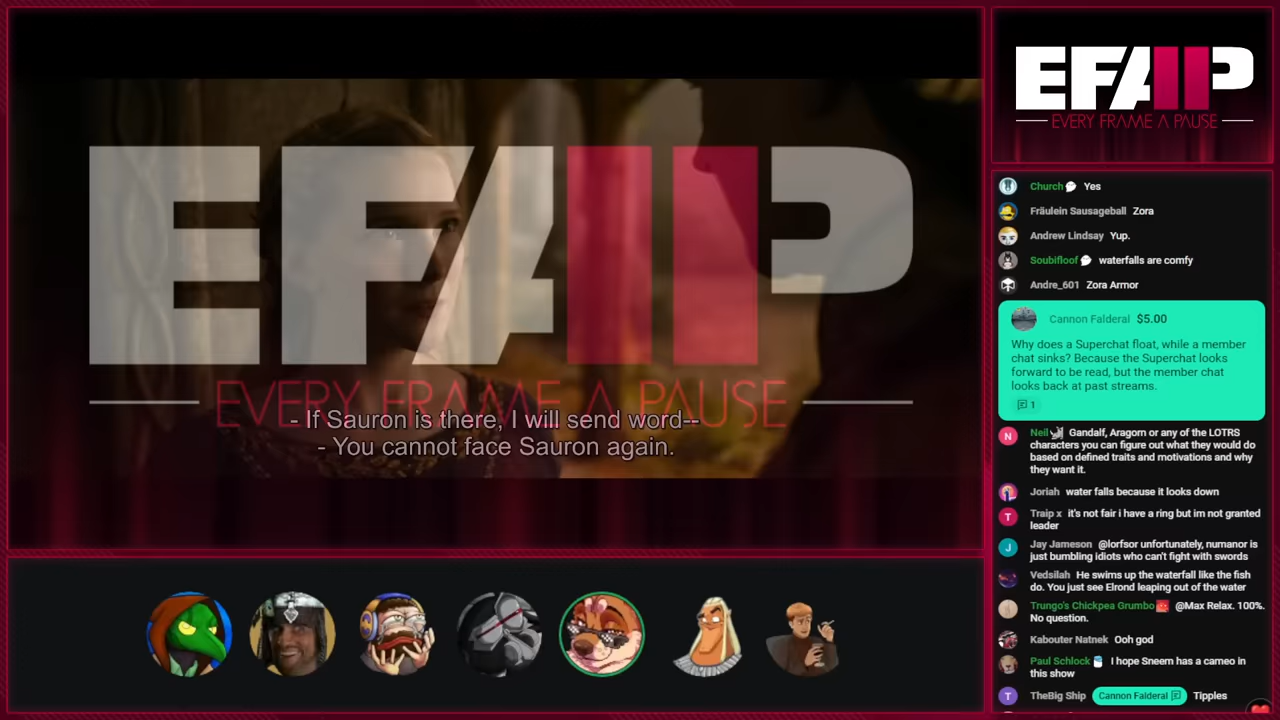 EFAP
EVERY FRAME A PAUSE
- If Sauron is there, I will send word--
- You cannot face Sauron again.
EFAP
EVERY FRAME A PAUSE
Church Yes
Fräulein Sausageball Zora
Andrew Lindsay Yup.
Soubifloof waterfalls are comfy
Andre_601 Zora Armor
Cannon Falderal $5.00
Why does a Superchat float, while a member
chat sinks? Because the Superchat looks
forward to be read, but the member chat
looks back at past streams.
1
N
Neil Gandalf, Aragorn or any of the LOTRS
characters you can figure out what they would do
based on defined traits and motivations and why
they want it.
Joriah water falls because it looks down
T
Traip x it's not fair i have a ring but im not granted
leader
J
Jay Jameson @lorfsor unfortunately, numanor is
just bumbling idiots who can't fight with swords
Vedsilah He swims up the waterfall like the fish
do. You just see Elrond leaping out of the water
Trungo's Chickpea Grumbo @Max Relax. 100%.
No question.
Kabouter Natnek Ooh god
Paul Schlock I hope Sneem has a cameo in
this show
T
TheBig Ship Cannon Falderal Tipples